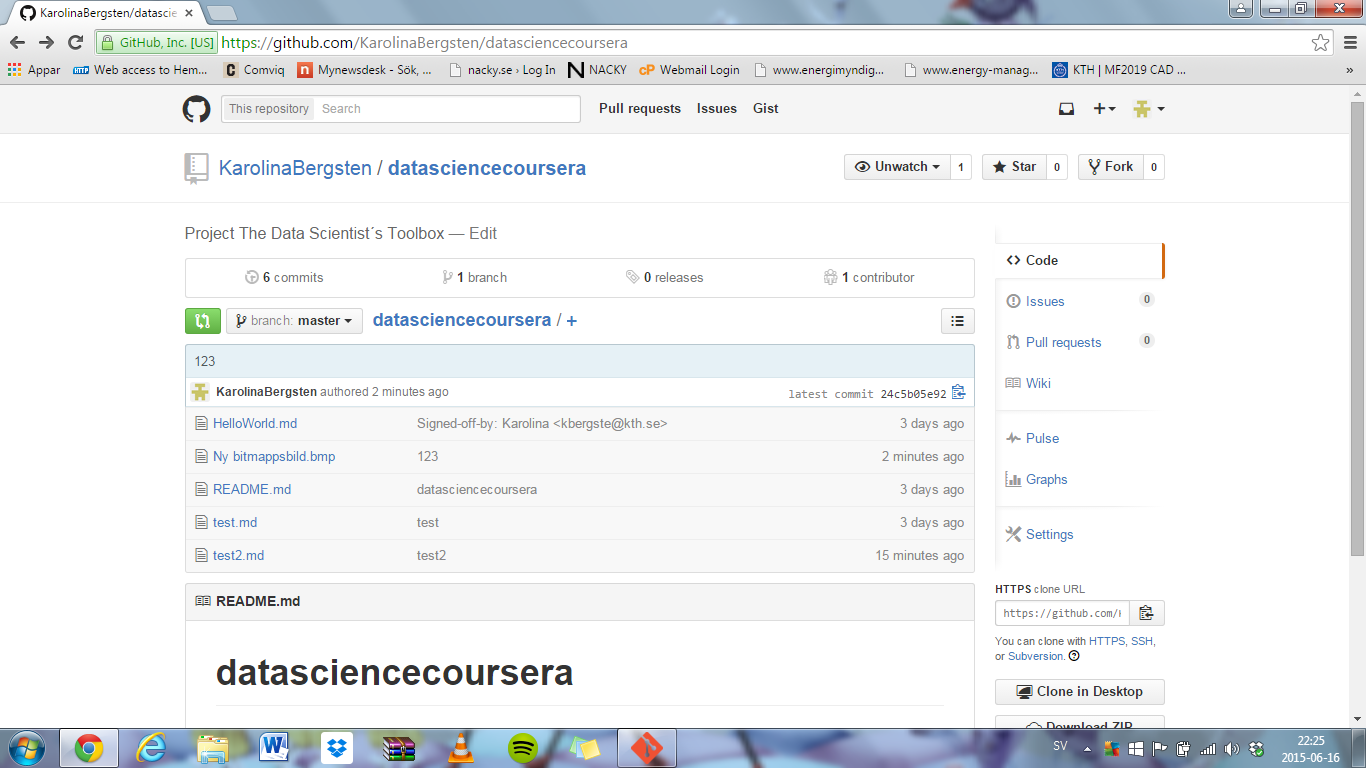 KarolinaBergsten/datascie
GitHub, Inc. [US] https://github.com/KarolinaBergsten/datasciencecoursera
Appar Web access to Hem... Comviq Mynewsdesk - Sök, ... nacky.se › Log In NACKY Webmail Login www.energimyndig... www.energy-manag... KTH | MF2019 CAD ... »
This repository Search Pull requests Issues Gist
KarolinaBergsten / datasciencecoursera Unwatch 1 Star 0 Fork 0
Project The Data Scientist´s Toolbox — Edit
6 commits 1 branch 0 releases 1 contributor
branch: master datasciencecoursera / +
123
KarolinaBergsten authored 2 minutes ago latest commit 24c5b05e92
HelloWorld.md Signed-off-by: Karolina <kbergste@kth.se> 3 days ago
Ny bitmappsbild.bmp 123 2 minutes ago
README.md datasciencecoursera 3 days ago
test.md test 3 days ago
test2.md test2 15 minutes ago
README.md
datasciencecoursera
Code
Issues 0
Pull requests 0
Wiki
Pulse
Graphs
Settings
HTTPS clone URL
https://github.com/
You can clone with HTTPS, SSH,
or Subversion.
Clone in Desktop
Download ZIP
SV 22:25
2015-06-16